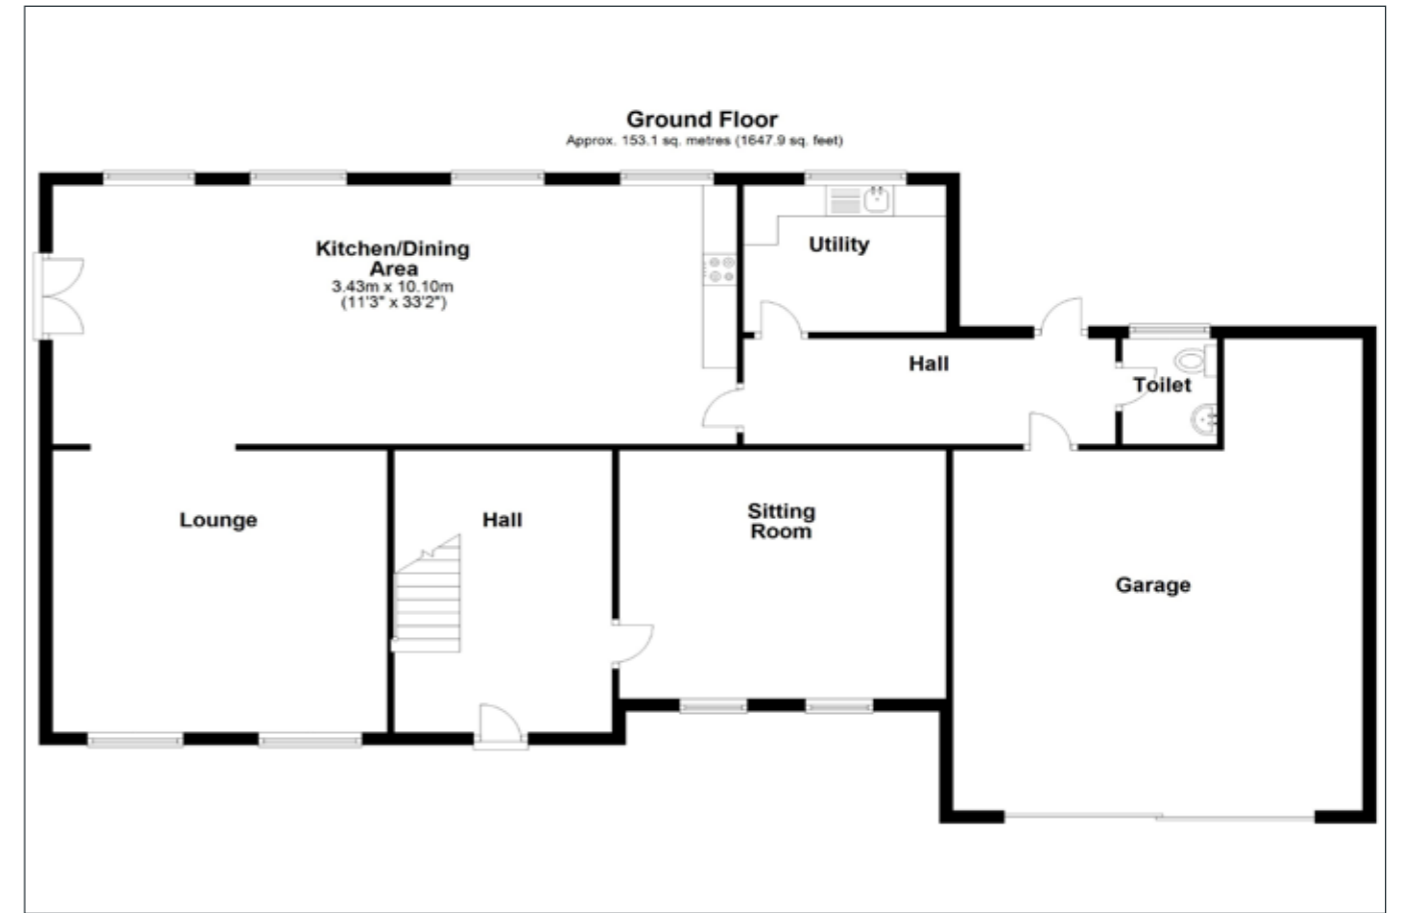 Ground Floor
Approx. 153.1 sq. metres (1647.9 sq. feet)
Kitchen/Dining
Area
3.43m x 10.10m
(11'3" x 33'2")
Utility
Hall
Toilet
Lounge
Hall
Sitting
Room
Garage